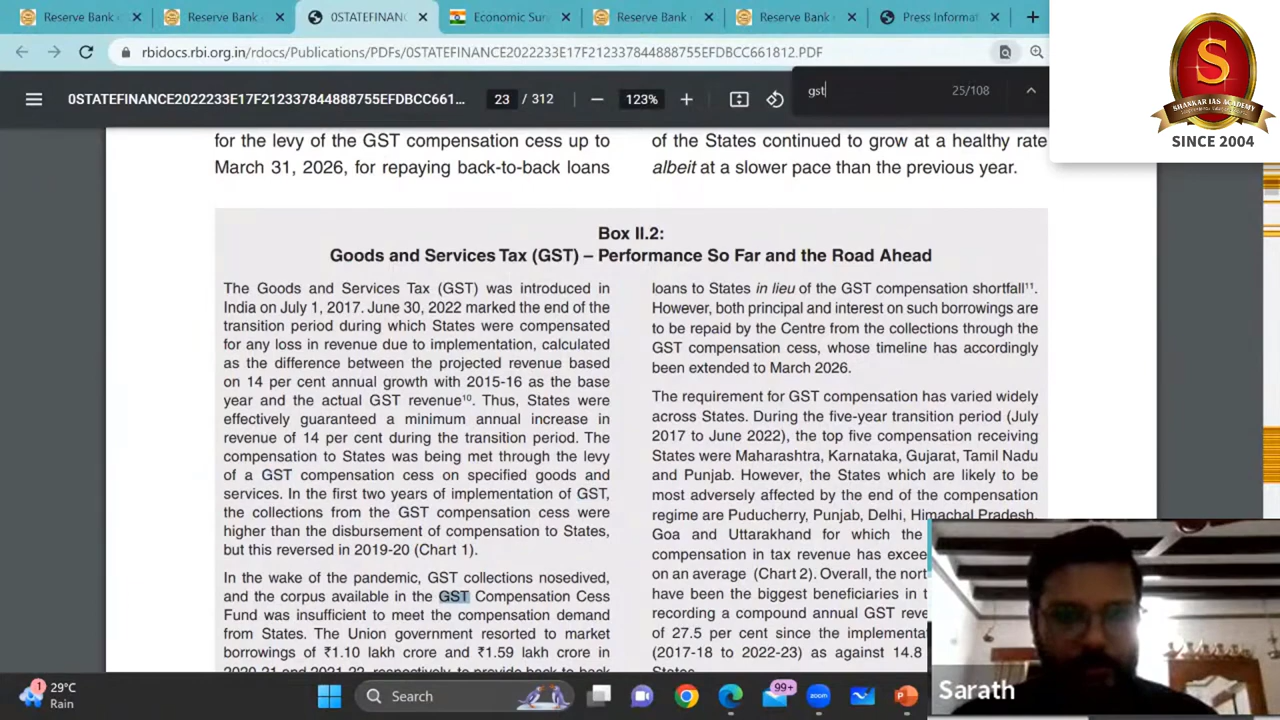 Reserve Bank
Reserve Bank
0STATEFINANC
Economic Sur
Reserve Bank
Reserve Bank
Press Informat
rbidocs.rbi.org.in/rdocs/Publications/PDFs/0STATEFINANCE2022233E17F212337844888755EFDBCC661812.PDF
0STATEFINANCE2022233E17F212337844888755EFDBCC661...
23 / 312
123%
gst
25/108
SHANKAR IAS ACADEMY
SINCE 2004
for the levy of the GST compensation cess up to
March 31, 2026, for repaying back-to-back loans
of the States continued to grow at a healthy rate
albeit at a slower pace than the previous year.
Box II.2:
Goods and Services Tax (GST) – Performance So Far and the Road Ahead
The Goods and Services Tax (GST) was introduced in
India on July 1, 2017. June 30, 2022 marked the end of the
transition period during which States were compensated
for any loss in revenue due to implementation, calculated
as the difference between the projected revenue based
on 14 per cent annual growth with 2015-16 as the base
year and the actual GST revenue¹⁰. Thus, States were
effectively guaranteed a minimum annual increase in
revenue of 14 per cent during the transition period. The
compensation to States was being met through the levy
of a GST compensation cess on specified goods and
services. In the first two years of implementation of GST,
the collections from the GST compensation cess were
higher than the disbursement of compensation to States,
but this reversed in 2019-20 (Chart 1).
In the wake of the pandemic, GST collections nosedived,
and the corpus available in the GST Compensation Cess
Fund was insufficient to meet the compensation demand
from States. The Union government resorted to market
borrowings of ₹1.10 lakh crore and ₹1.59 lakh crore in
2020-21 and 2021-22, respectively, to provide back-to-back
loans to States in lieu of the GST compensation shortfall¹¹.
However, both principal and interest on such borrowings are
to be repaid by the Centre from the collections through the
GST compensation cess, whose timeline has accordingly
been extended to March 2026.
The requirement for GST compensation has varied widely
across States. During the five-year transition period (July
2017 to June 2022), the top five compensation receiving
States were Maharashtra, Karnataka, Gujarat, Tamil Nadu
and Punjab. However, the States which are likely to be
most adversely affected by the end of the compensation
regime are Puducherry, Punjab, Delhi, Himachal Pradesh,
Goa and Uttarakhand for which the
compensation in tax revenue has excee
on an average (Chart 2). Overall, the nort
have been the biggest beneficiaries in t
recording a compound annual GST reve
of 27.5 per cent since the implementa
(2017-18 to 2022-23) as against 14.8
States.
Sarath
1
29°C
Rain
Search
99+
zoom